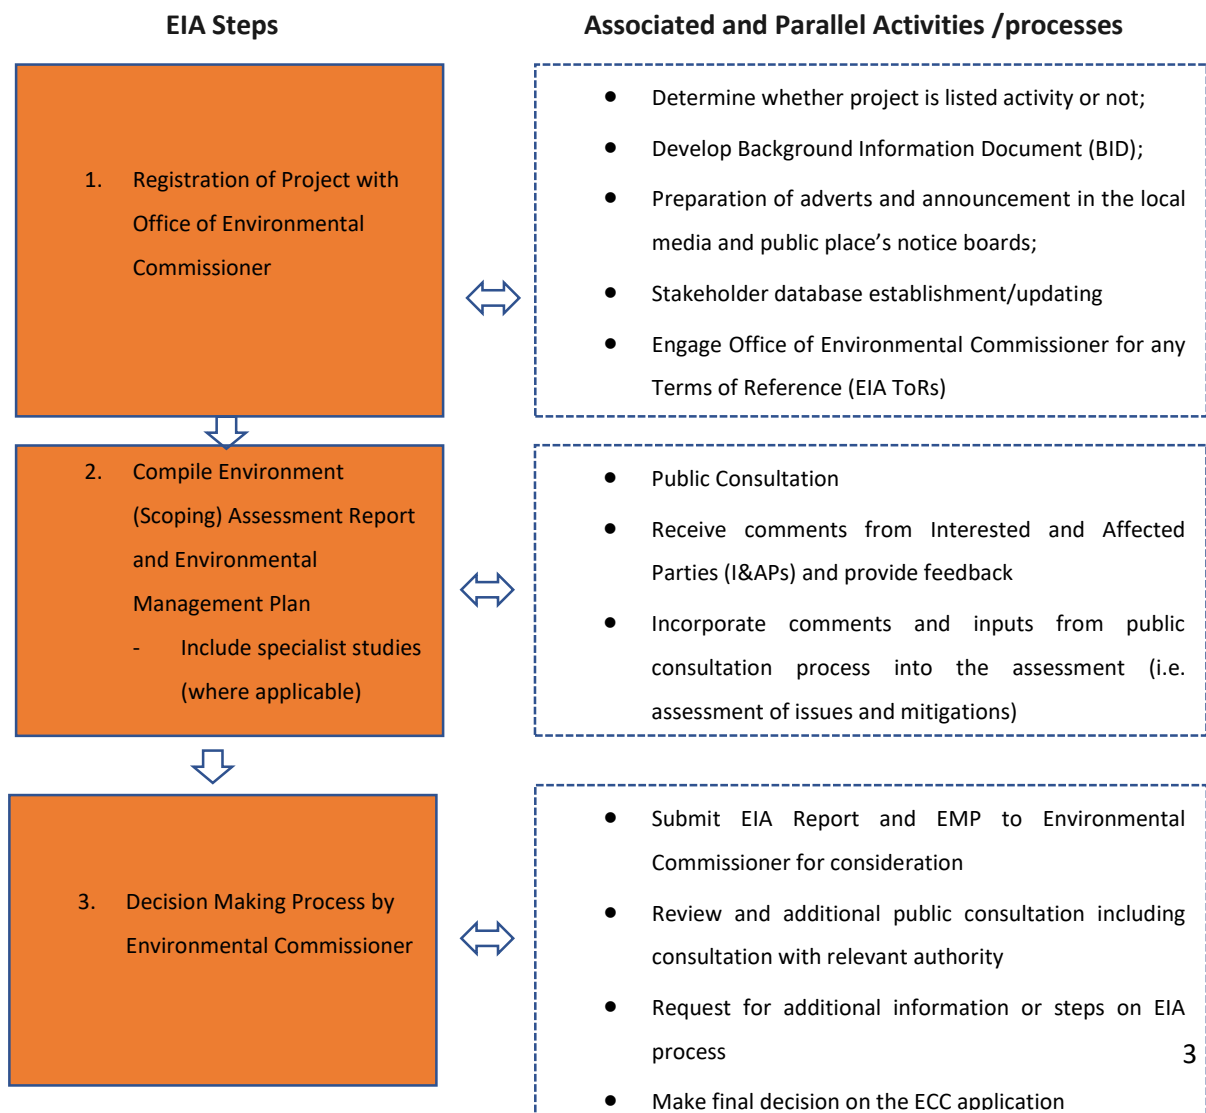 EIA Steps
Associated and Parallel Activities /processes
1. Registration of Project with
Office of Environmental
Commissioner
● Determine whether project is listed activity or not;
● Develop Background Information Document (BID);
● Preparation of adverts and announcement in the local
media and public place’s notice boards;
● Stakeholder database establishment/updating
● Engage Office of Environmental Commissioner for any
Terms of Reference (EIA ToRs)
2. Compile Environment
(Scoping) Assessment Report
and Environmental
Management Plan
- Include specialist studies
(where applicable)
● Public Consultation
● Receive comments from Interested and Affected
Parties (I&APs) and provide feedback
● Incorporate comments and inputs from public
consultation process into the assessment (i.e.
assessment of issues and mitigations)
3. Decision Making Process by
Environmental Commissioner
● Submit EIA Report and EMP to Environmental
Commissioner for consideration
● Review and additional public consultation including
consultation with relevant authority
● Request for additional information or steps on EIA
process
3
● Make final decision on the ECC application